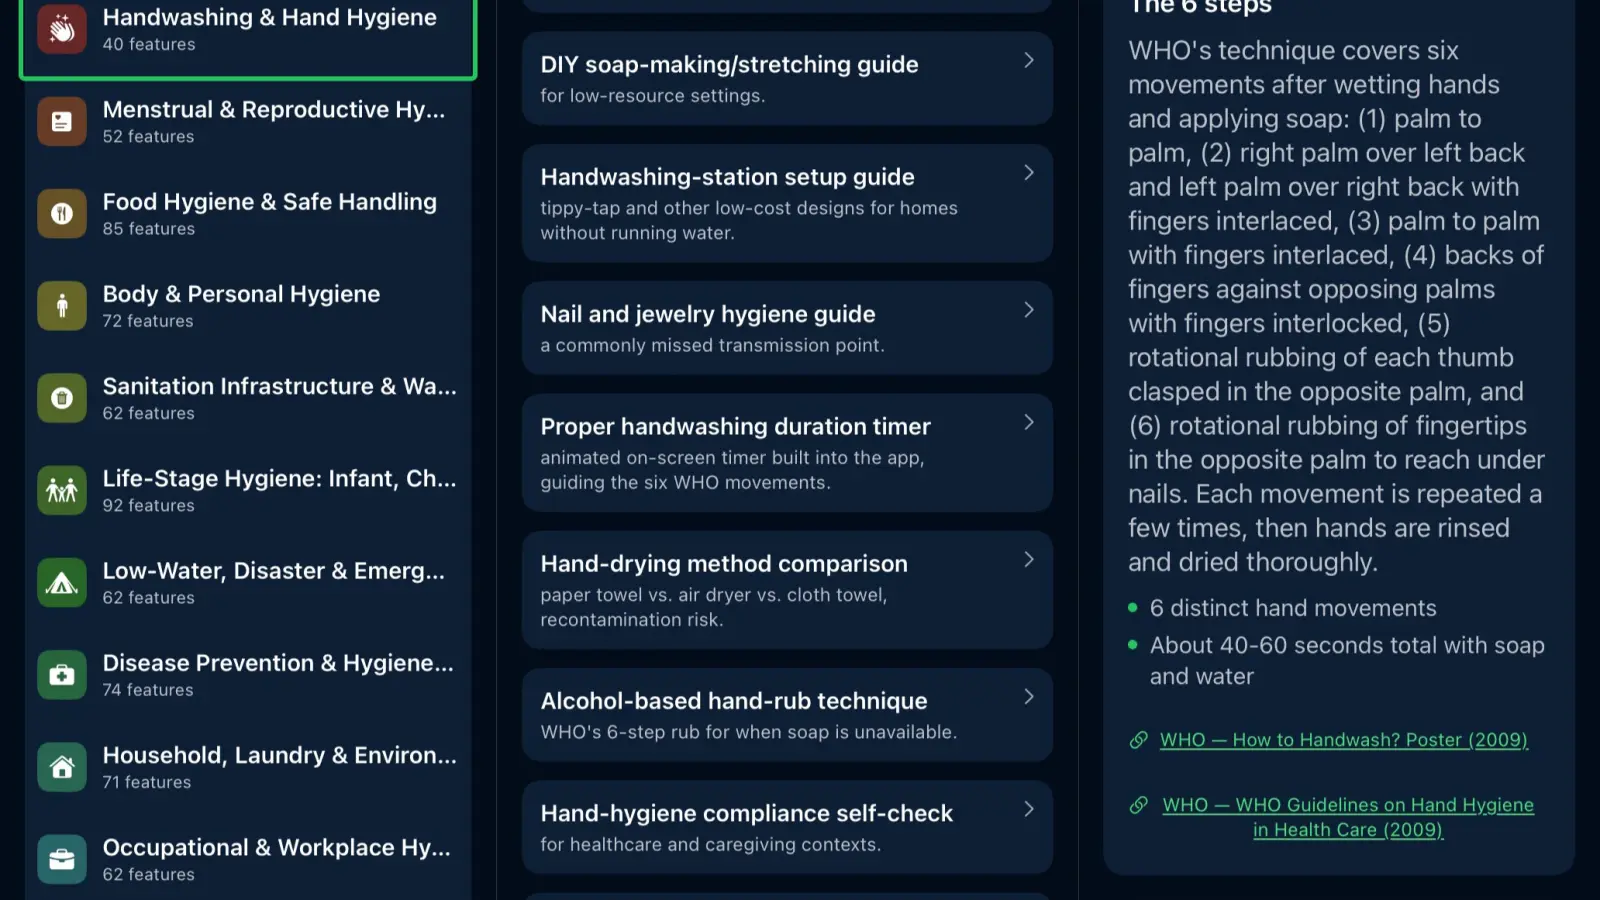 Handwashing & Hand Hygiene
40 features
Menstrual & Reproductive Hy...
52 features
Food Hygiene & Safe Handling
85 features
Body & Personal Hygiene
72 features
Sanitation Infrastructure & Wa...
62 features
Life-Stage Hygiene: Infant, Ch...
92 features
Low-Water, Disaster & Emerg...
62 features
Disease Prevention & Hygiene...
74 features
Household, Laundry & Environ...
71 features
Occupational & Workplace Hy...
62 features
DIY soap-making/stretching guide
for low-resource settings.
Handwashing-station setup guide
tippy-tap and other low-cost designs for homes
without running water.
Nail and jewelry hygiene guide
a commonly missed transmission point.
Proper handwashing duration timer
animated on-screen timer built into the app,
guiding the six WHO movements.
Hand-drying method comparison
paper towel vs. air dryer vs. cloth towel,
recontamination risk.
Alcohol-based hand-rub technique
WHO's 6-step rub for when soap is unavailable.
Hand-hygiene compliance self-check
for healthcare and caregiving contexts.
The 6 steps
WHO's technique covers six
movements after wetting hands
and applying soap: (1) palm to
palm, (2) right palm over left back
and left palm over right back with
fingers interlaced, (3) palm to palm
with fingers interlaced, (4) backs of
fingers against opposing palms
with fingers interlocked, (5)
rotational rubbing of each thumb
clasped in the opposite palm, and
(6) rotational rubbing of fingertips
in the opposite palm to reach under
nails. Each movement is repeated a
few times, then hands are rinsed
and dried thoroughly.
6 distinct hand movements
About 40-60 seconds total with soap
and water
WHO — How to Handwash? Poster (2009)
WHO — WHO Guidelines on Hand Hygiene
in Health Care (2009)